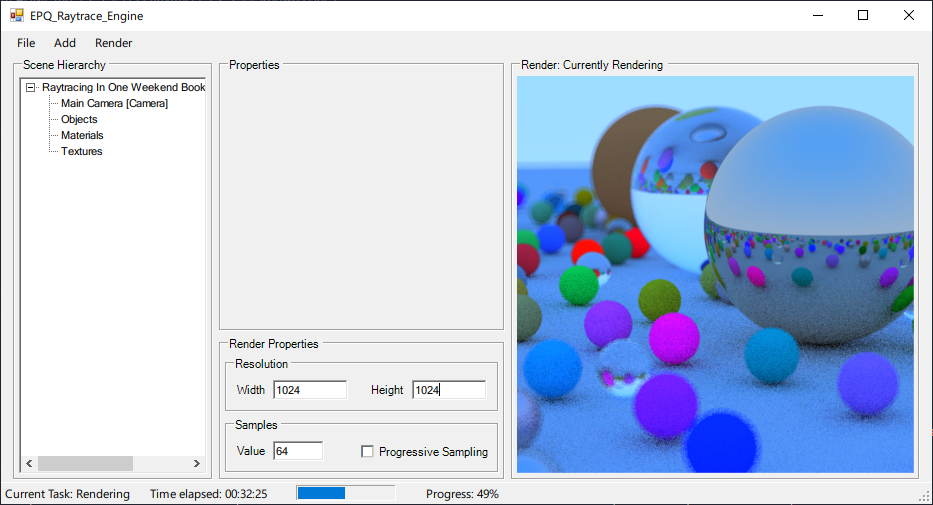 EPQ_Raytrace_Engine
File Add Render
Scene Hierarchy
Raytracing In One Weekend Book
Main Camera [Camera]
Objects
Materials
Textures
Properties
Render Properties
Resolution
Width 1024 Height 1024
Samples
Value 64 Progressive Sampling
Render: Currently Rendering
Current Task: Rendering Time elapsed: 00:32:25 Progress: 49%